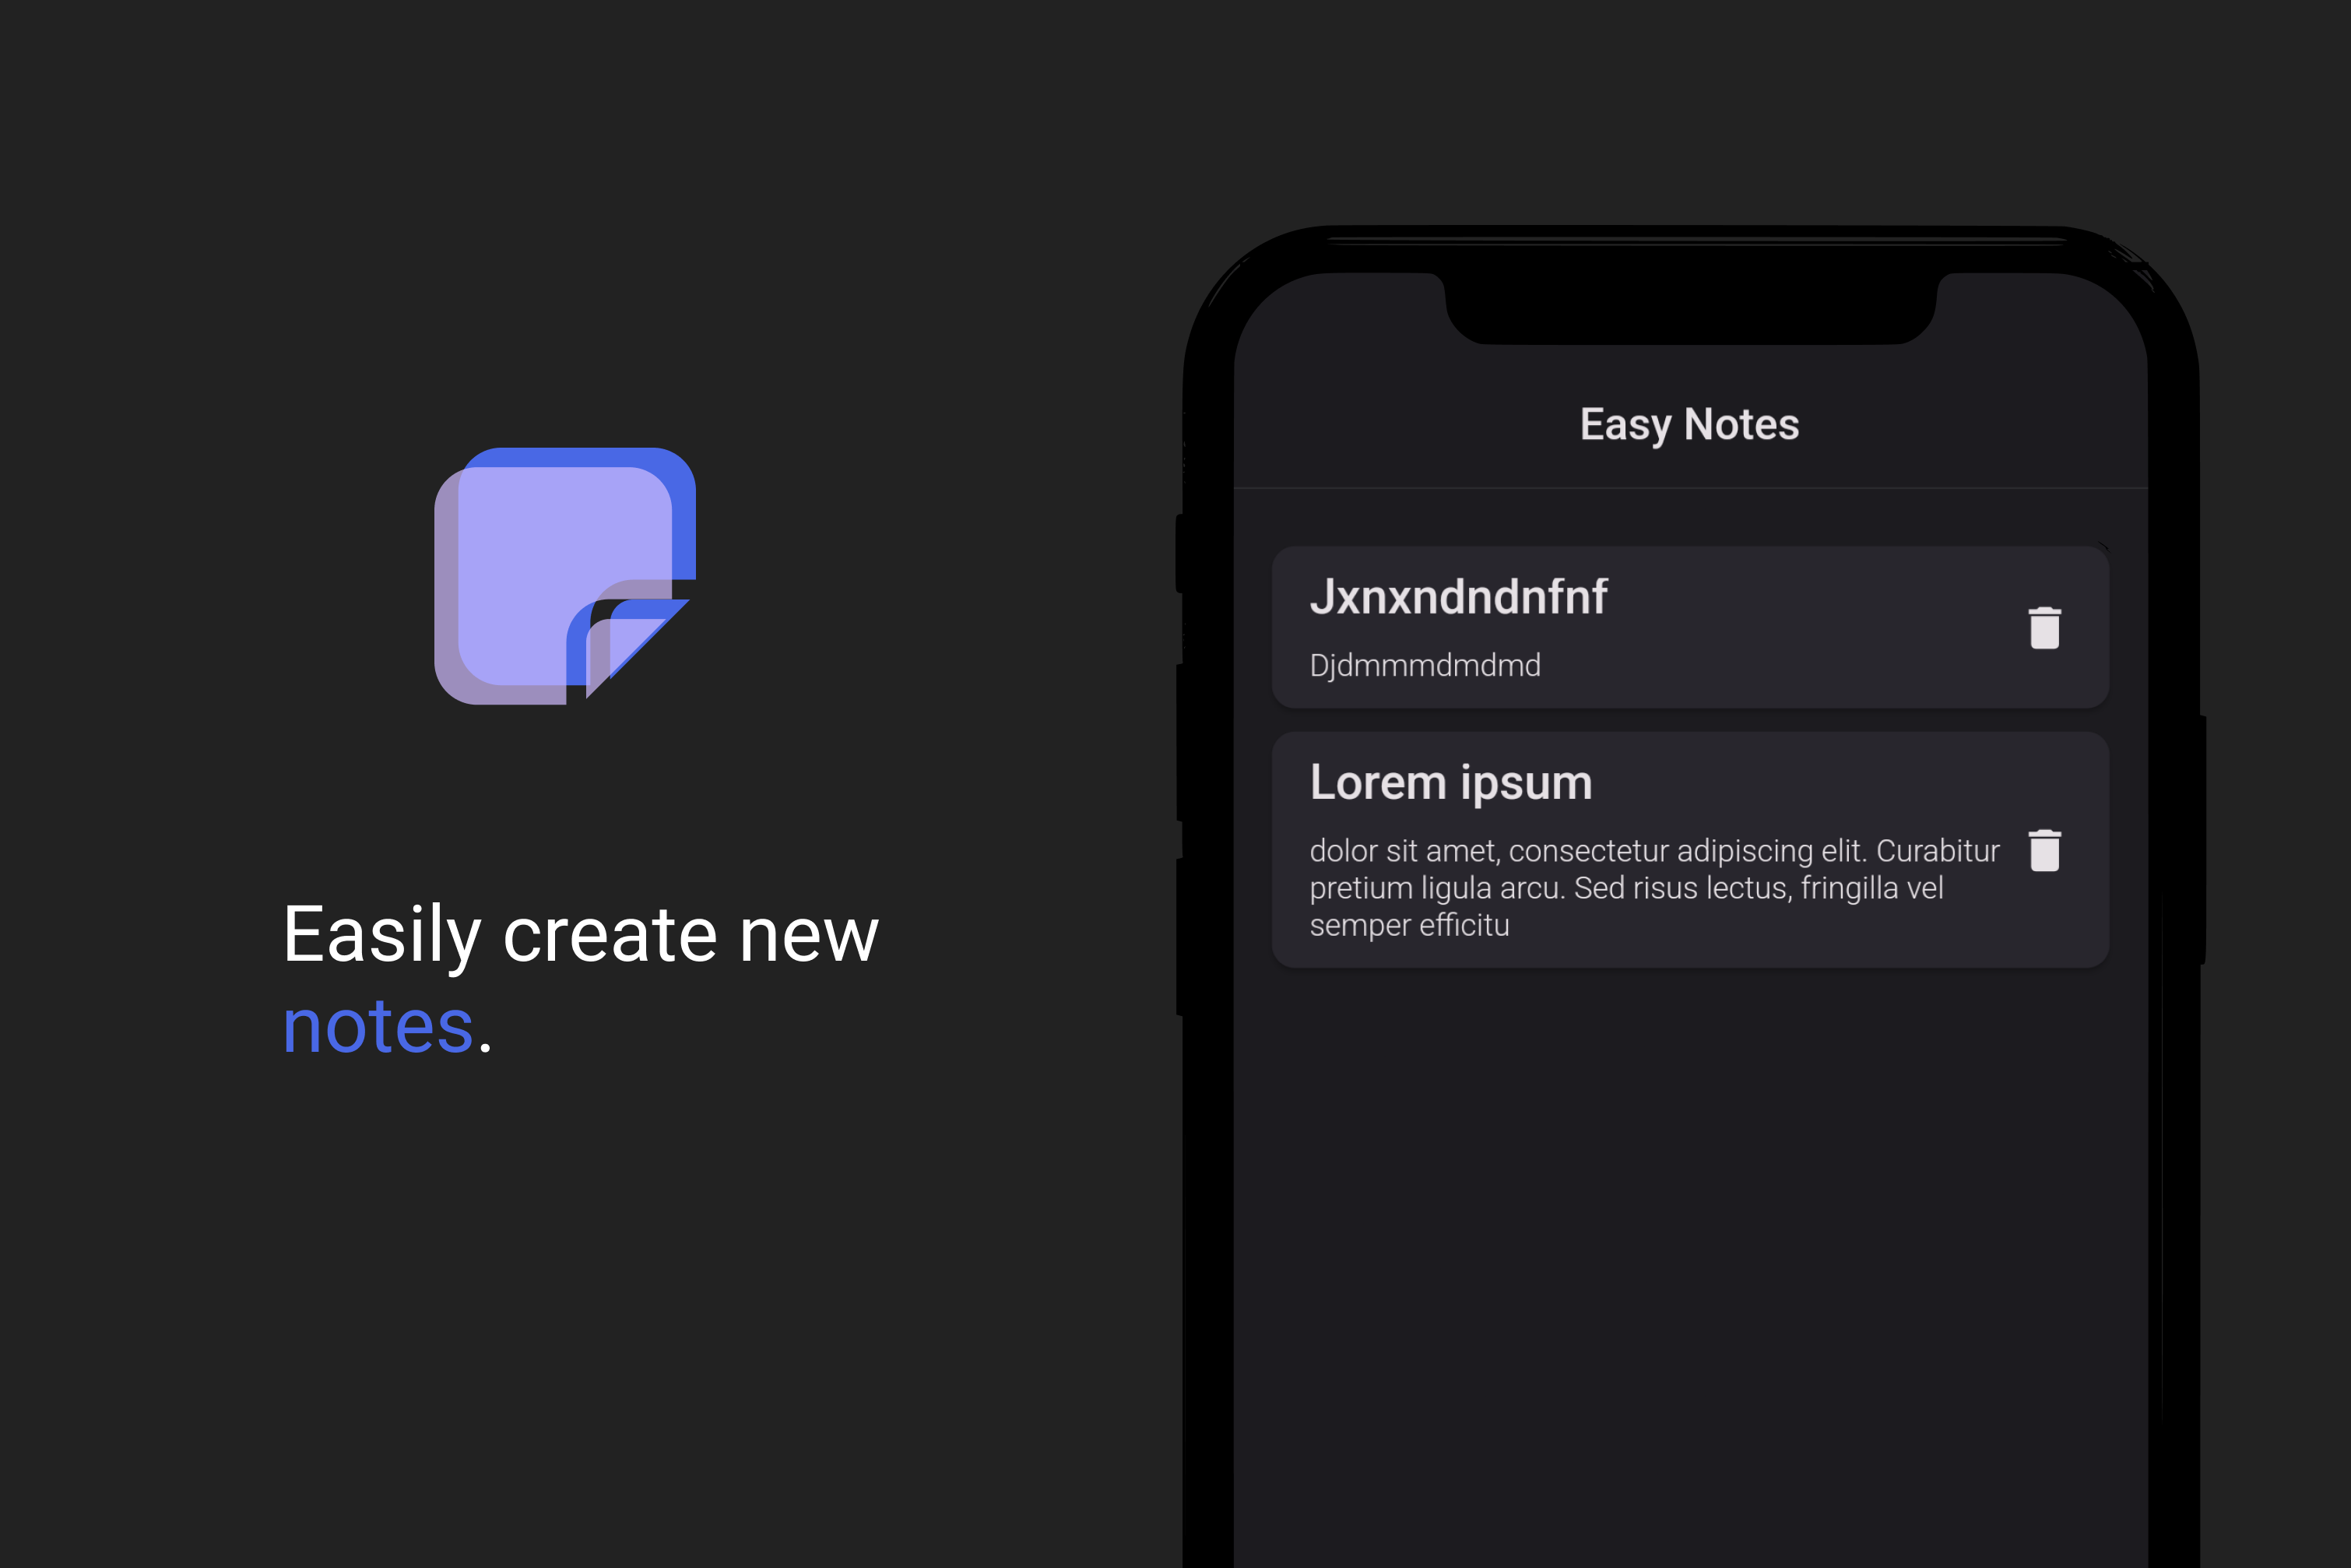 Easily create new
notes.
Easy Notes
Jxnxndndnfnf
Djdmmmdmdmd
Lorem ipsum
dolor sit amet, consectetur adipiscing elit. Curabitur
pretium ligula arcu. Sed risus lectus, fringilla vel
semper efficitu